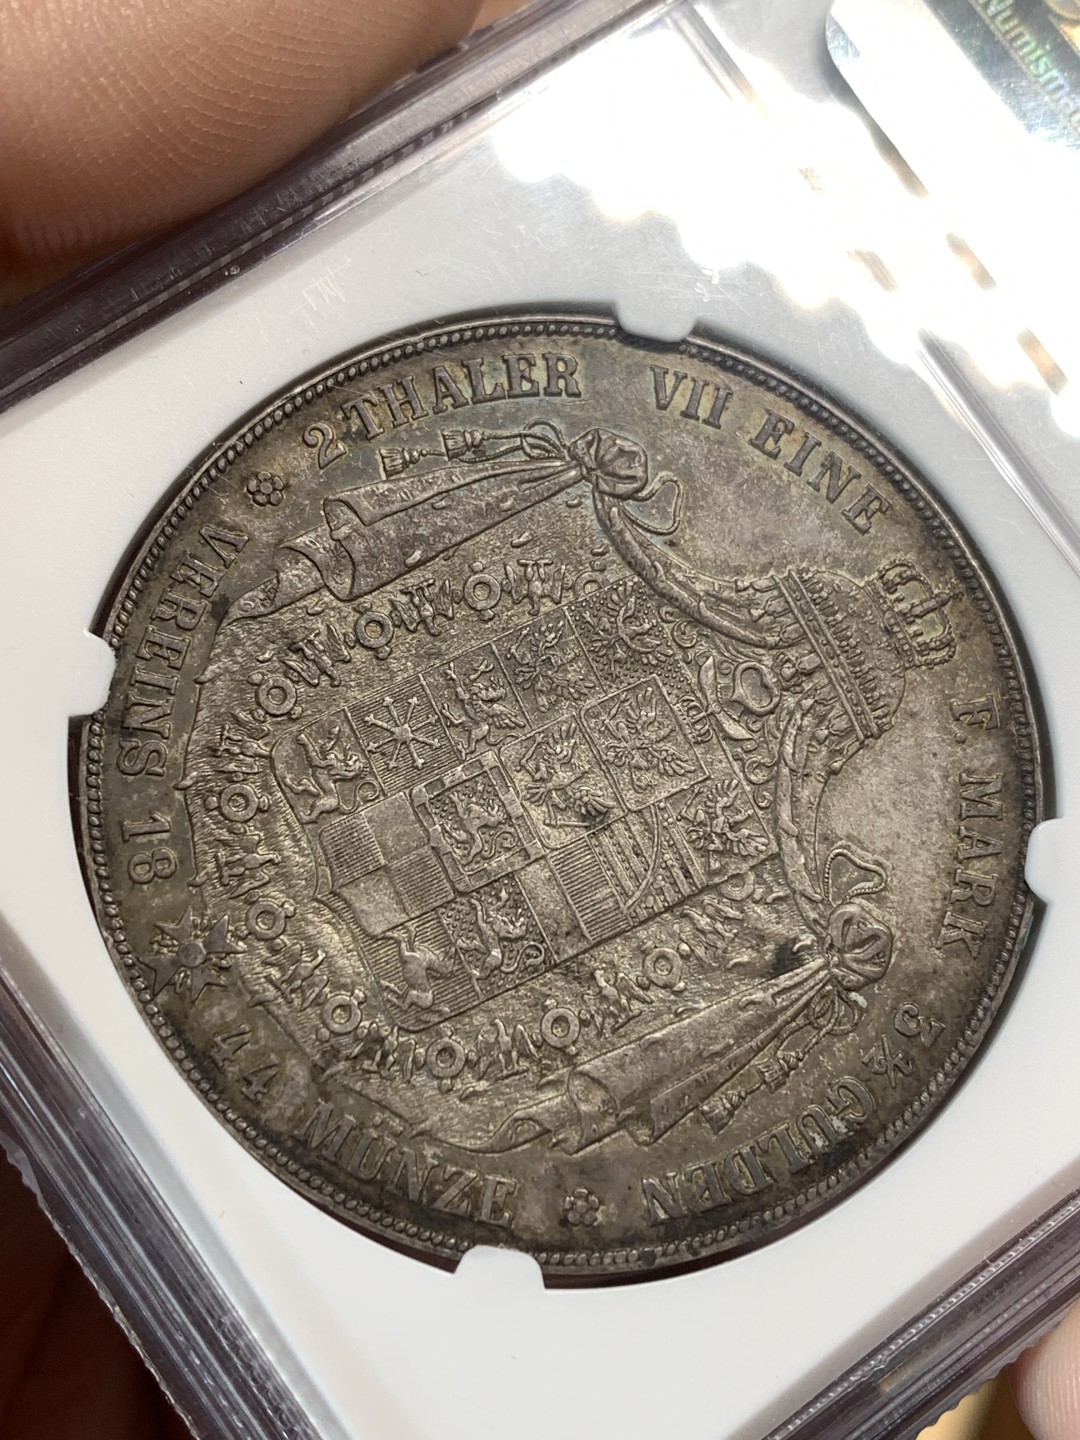 2 THALER VII EINE F. MARK 3½ GULDEN
VEREINS 18 44 MÜNZE